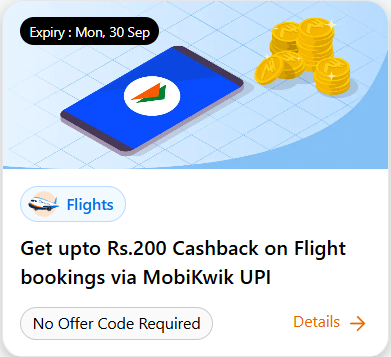 Expiry : Mon, 30 Sep
Flights
Get upto Rs.200 Cashback on Flight
bookings via MobiKwik UPI
No Offer Code Required
Details